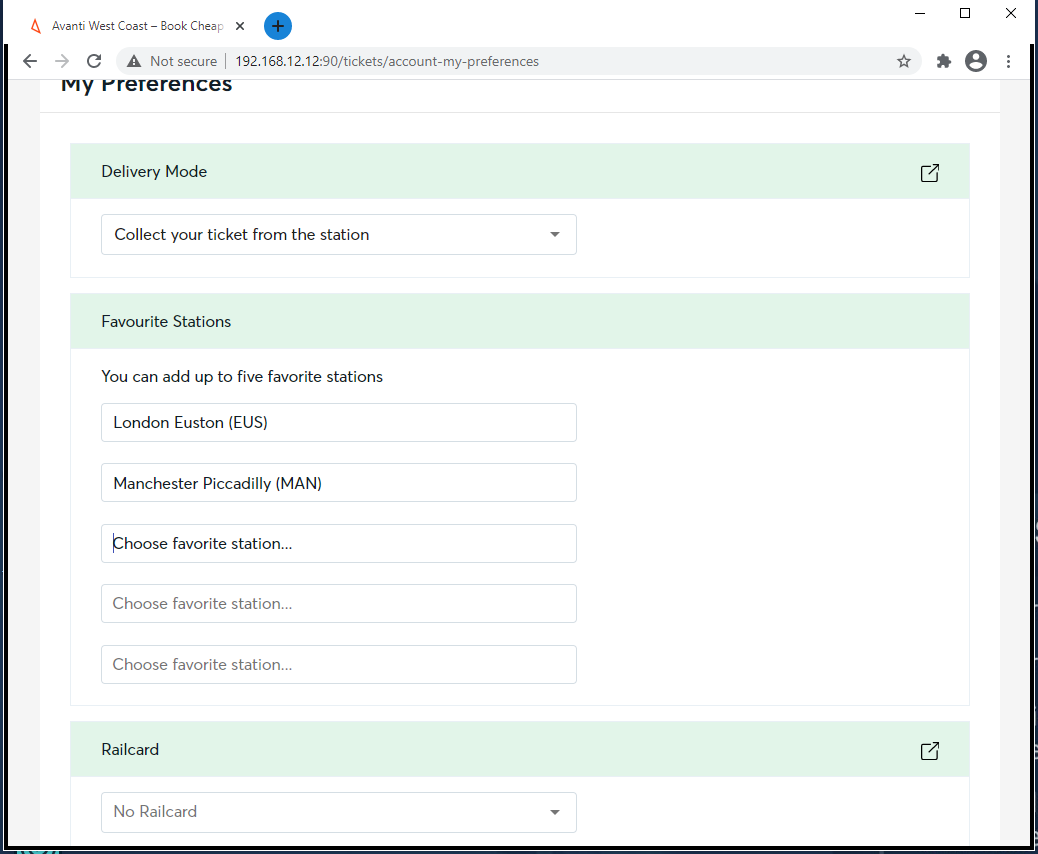 Avanti West Coast – Book Cheap
Not secure
192.168.12.12:90/tickets/account-my-preferences
My Preferences
Delivery Mode
Collect your ticket from the station
Favourite Stations
You can add up to five favorite stations
London Euston (EUS)
Manchester Piccadilly (MAN)
Choose favorite station...
Choose favorite station...
Choose favorite station...
Railcard
No Railcard